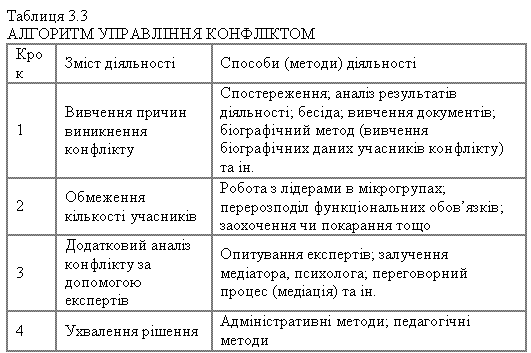 Таблиця 3.3
АЛГОРИТМ УПРАВЛІННЯ КОНФЛІКТОМ
Кро
к
Зміст діяльності
Способи (методи) діяльності
1
Вивчення причин
виникнення
конфлікту
Спостереження; аналіз результатів
діяльності; бесіда; вивчення документів;
біографічний метод (вивчення
біографічних даних учасників конфлікту)
та ін.
2
Обмеження
кількості учасників
Робота з лідерами в мікрогрупах;
перерозподіл функціональних обов’язків;
заохочення чи покарання тощо
3
Додатковий аналіз
конфлікту за
допомогою
експертів
Опитування експертів; залучення
медіатора, психолога; переговорний
процес (медіація) та ін.
4
Ухвалення рішення
Адміністративні методи; педагогічні
методи